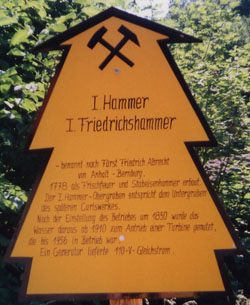 I. Hammer
I. Friedrichshammer
- benannt nach Fürst Friedrich Albrecht
von Anhalt - Bernburg.
1778 als Frischfeuer und Stabeisenhammer erbaut.
Der I. Hammer-Obergraben entspricht dem Untergraben
des späteren Carlswerkes.
Nach der Einstellung des Betriebes um 1850 wurde das
Wasser daraus ab 1910 zum Antrieb einer Turbine genutzt,
die bis 1936 in Betrieb war.
Ein Generator lieferte 110-V-Gleichstrom.